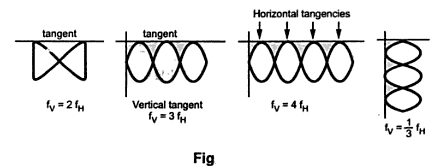 Horizontal tangencies
tangent
tangent
f_V = 2 f_H
Vertical tangent
f_V = 3 f_H
f_V = 4 f_H
f_V = 1/3 f_H
Fig